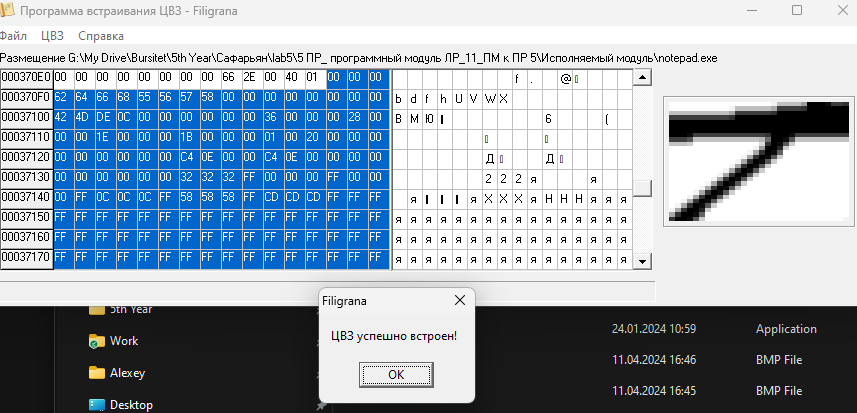 Программа встраивания ЦВЗ - Filigrana
Файл ЦВЗ Справка
Размещение G:\My Drive\Bursitet\5th Year\Сафарьян\lab5\5 ПР_ программный модуль ЛР_11_ПМ к ПР 5\Исполняемый модуль\notepad.exe
000370E0 00 00 00 00 00 00 00 00 66 2E 00 40 01 00 00 00 f . @
000370F0 62 64 66 68 55 56 57 58 00 00 00 00 00 00 00 00 b d f h U V W X
00037100 42 4D DE 0C 00 00 00 00 00 00 36 00 00 00 28 00 B M Ю 6 (
00037110 00 00 1E 00 00 00 1B 00 00 00 01 00 20 00 00 00
00037120 00 00 00 00 00 00 C4 0E 00 00 C4 0E 00 00 00 00 Д Д
00037130 00 00 00 00 00 00 32 32 32 FF 00 00 00 FF 00 00 2 2 2 я я
00037140 00 FF 0C 0C 0C FF 58 58 58 FF CD CD CD FF FF FF я я X X X я Н Н Н я я я
00037150 FF FF FF FF FF FF FF FF FF FF FF FF FF FF FF FF я я я я я я я я я я я я я я я я
00037160 FF FF FF FF FF FF FF FF FF FF FF FF FF FF FF FF я я я я я я я я я я я я я я я я
00037170 FF FF FF FF FF FF FF FF FF FF FF FF FF FF FF FF я я я я я я я я я я я я я я я я
Filigrana
ЦВЗ успешно встроен!
OK
5th Year
Work 24.01.2024 10:59 Application
Alexey 11.04.2024 16:46 BMP File
Desktop 11.04.2024 16:45 BMP File